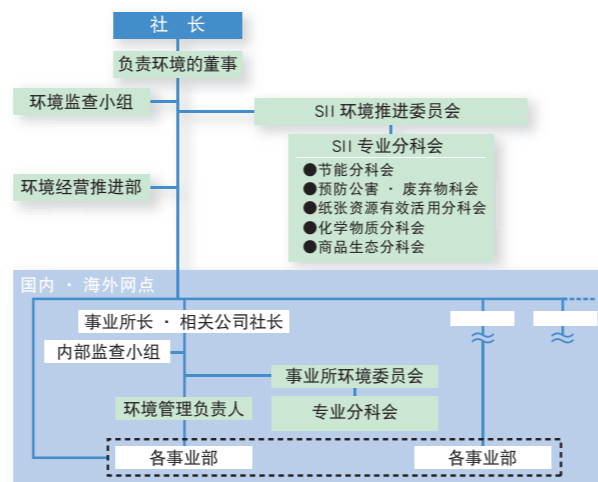 社 长
负责环境的董事
环境监查小组
SII 环境推进委员会
SII 专业分科会
●节能分科会
●预防公害 · 废弃物科会
●纸张资源有效活用分科会
●化学物质分科会
●商品生态分科会
环境经营推进部
国内 · 海外网点
事业所长 · 相关公司社长
内部监查小组
事业所环境委员会
专业分科会
环境管理负责人
各事业部
各事业部